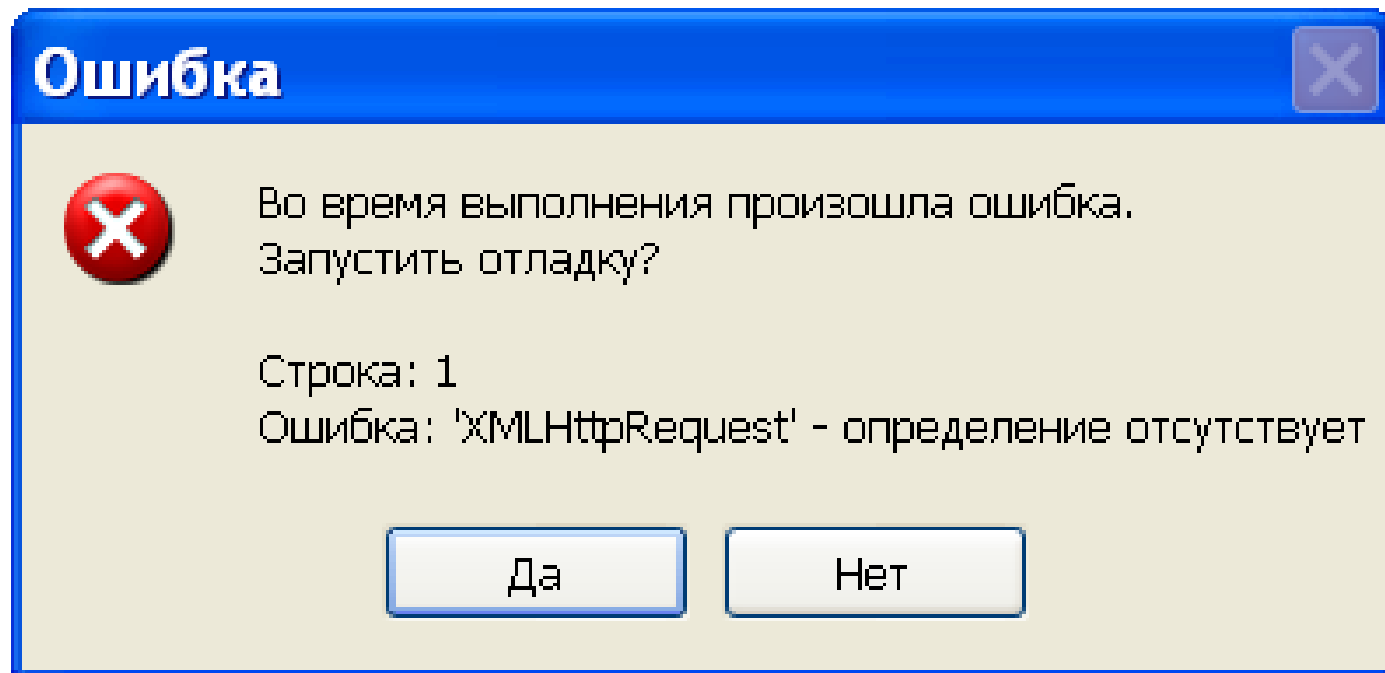 Ошибка
Во время выполнения произошла ошибка.
Запустить отладку?
Строка: 1
Ошибка: 'XMLHttpRequest' - определение отсутствует
Да
Нет